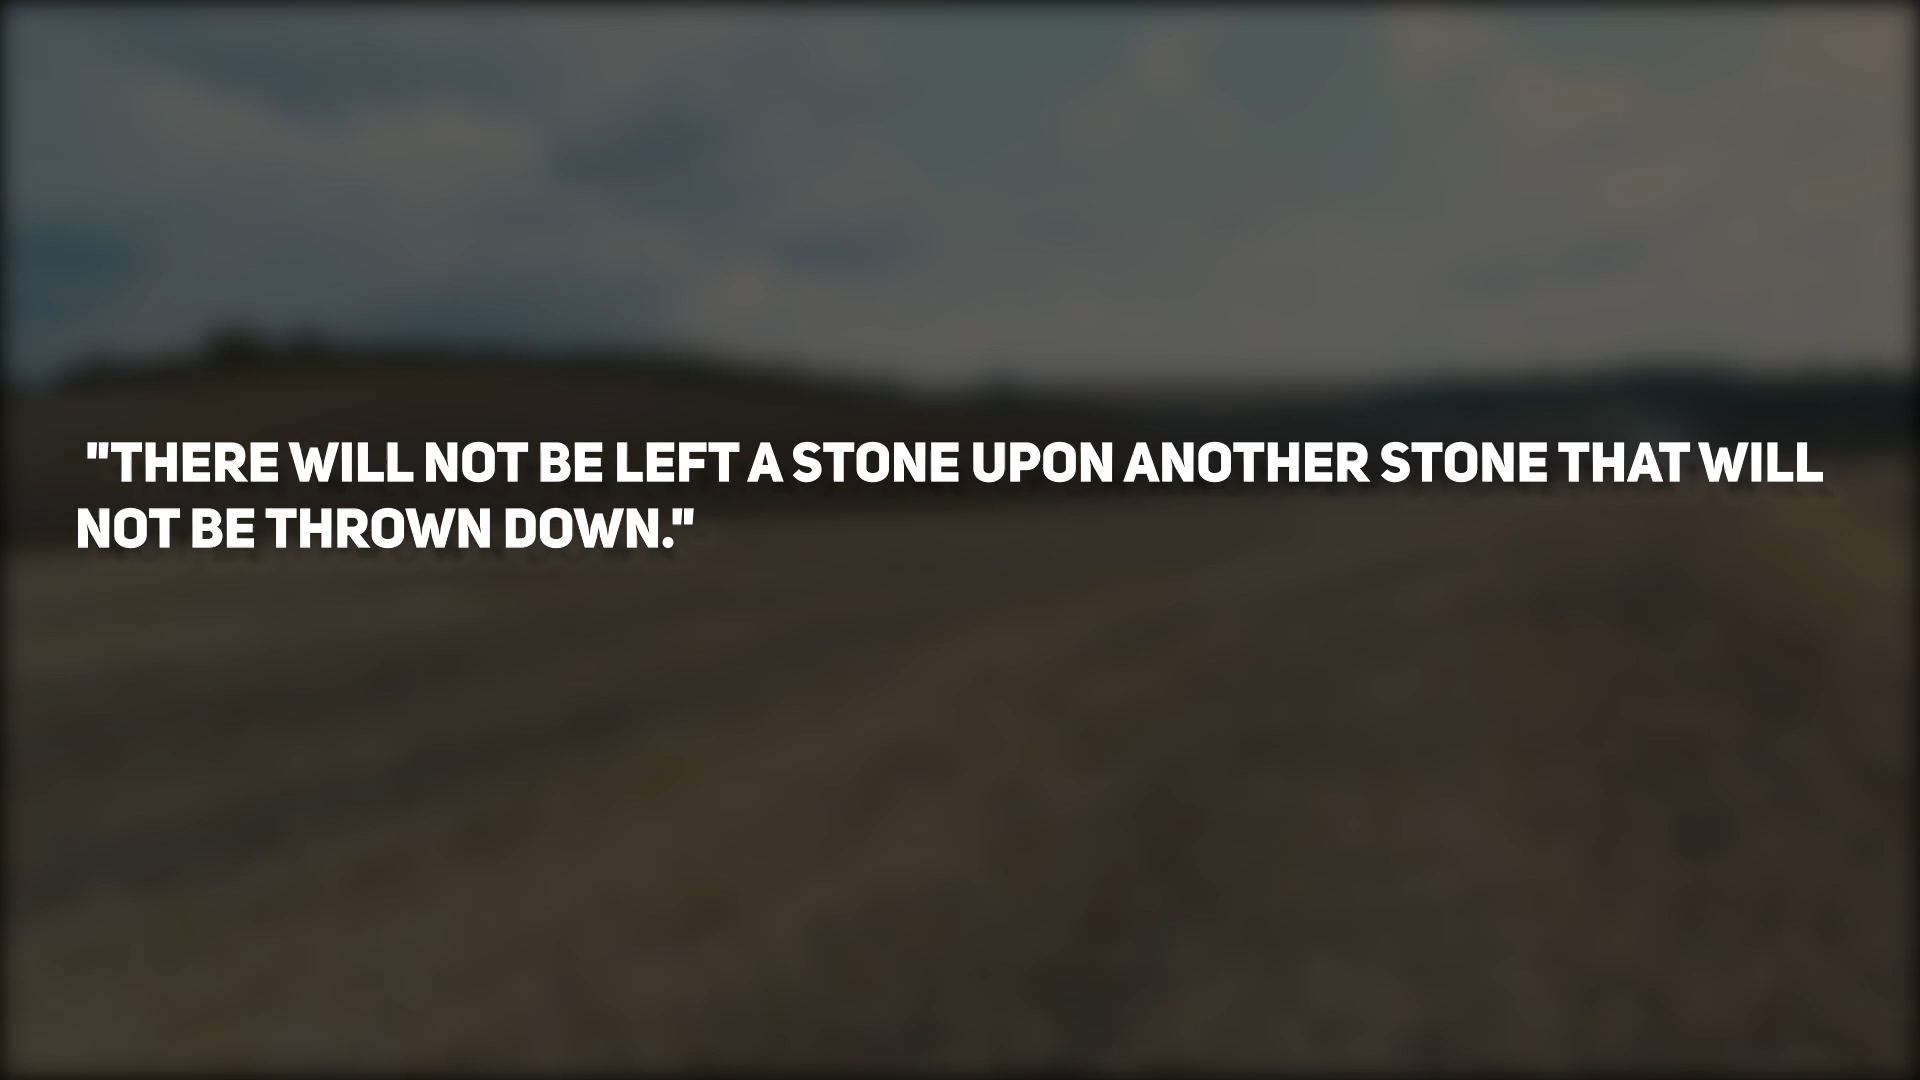 "THERE WILL NOT BE LEFT A STONE UPON ANOTHER STONE THAT WILL
NOT BE THROWN DOWN."